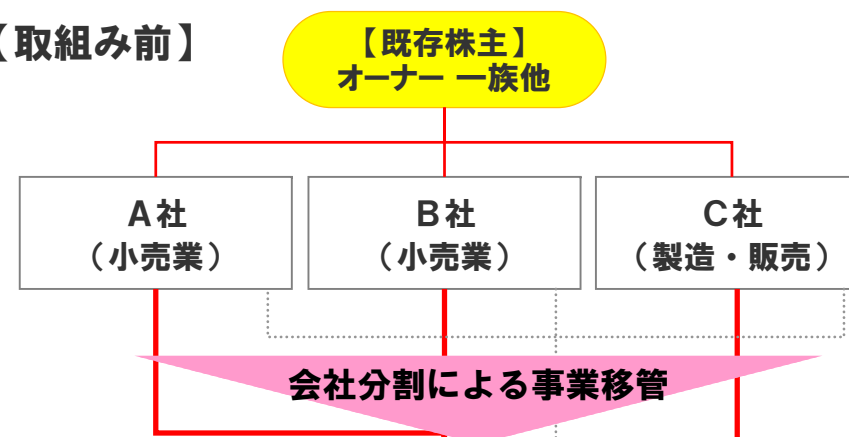 【取組み前】
【既存株主】
オーナー 一族他
A社
（小売業）
B社
（小売業）
C社
（製造・販売）
会社分割による事業移管